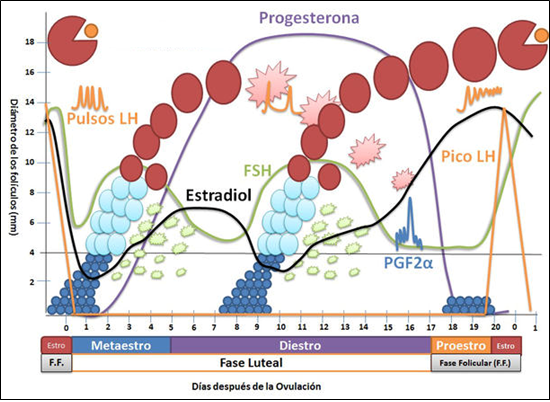 Progesterona
Diámetro de los folículos (mm)
18
16
14
12
10
8
6
4
2
Pulsos LH
FSH
Estradiol
Pico LH
PGF2α
0 1 2 3 4 5 6 7 8 9 10 11 12 13 14 15 16 17 18 19 20 0 1
Estro Metaestro Diestro Proestro Estro
F.F. Fase Luteal Fase Folicular (F.F.)
Días después de la Ovulación